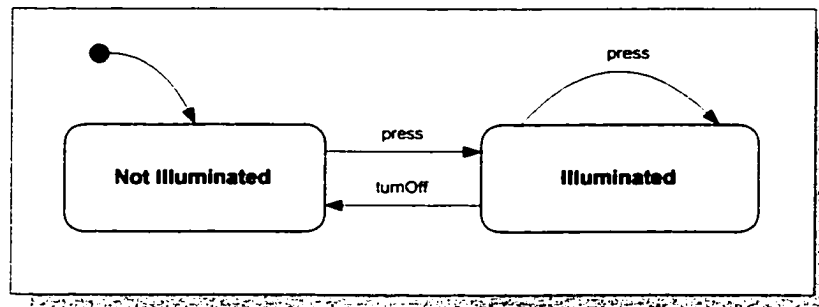 press
press
Not Illuminated
Illuminated
turnOff